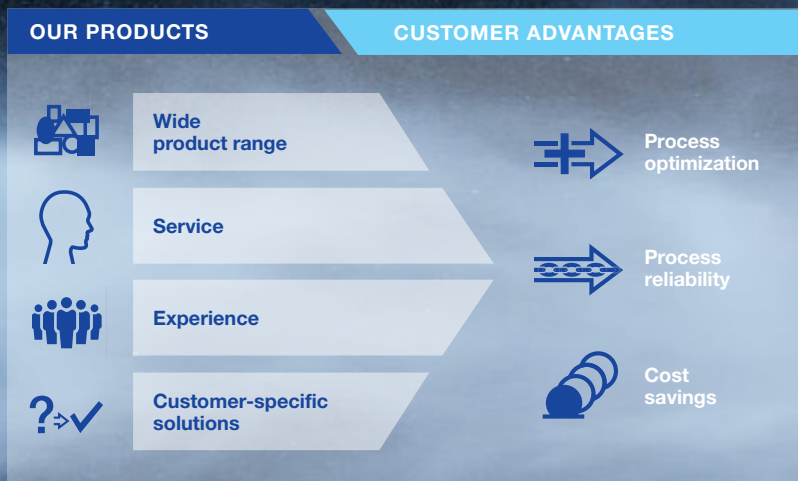 OUR PRODUCTS
CUSTOMER ADVANTAGES
Wide
product range
Service
Experience
Customer-specific
solutions
Process
optimization
Process
reliability
Cost
savings